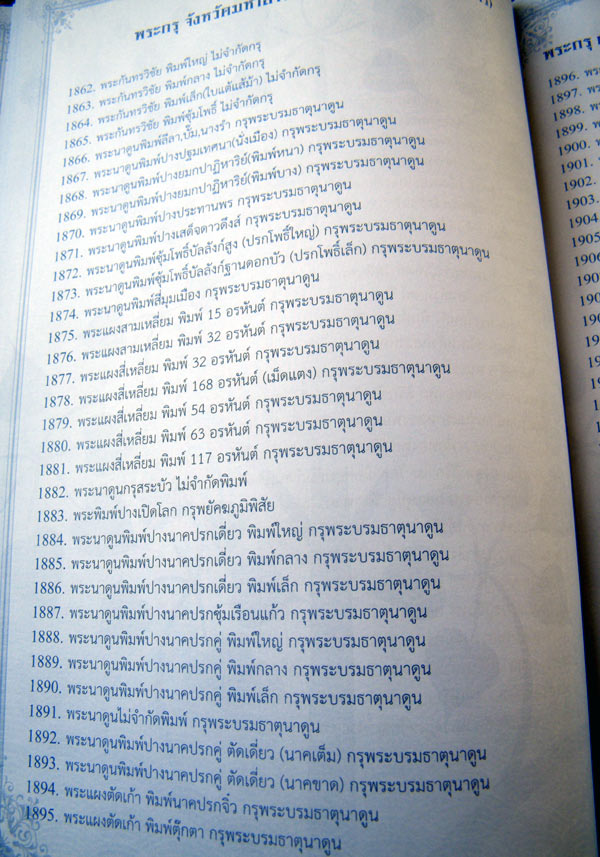 พระกรุ จังหวัดมหา
1862. พระกันทรวิชัย พิมพ์ใหญ่ ไม่จำกัดกรุ
1863. พระกันทรวิชัย พิมพ์กลาง ไม่จำกัดกรุ
1864. พระกันทรวิชัย พิมพ์เล็ก(ใบแต้แส้ม้า) ไม่จำกัดกรุ
1865. พระกันทรวิชัย พิมพ์ซุ้มโพธิ์ ไม่จำกัดกรุ
1866. พระนาดูนพิมพ์ลีลา,ปั๊ม,นางรำ กรุพระบรมธาตุนาดูน
1867. พระนาดูนพิมพ์ปางปฐมเทศนา(นั่งเมือง) กรุพระบรมธาตุนาดูน
1868. พระนาดูนพิมพ์ปางยมกปาฏิหาริย์(พิมพ์หนา) กรุพระบรมธาตุนาดูน
1869. พระนาดูนพิมพ์ปางยมกปาฏิหาริย์(พิมพ์บาง) กรุพระบรมธาตุนาดูน
1870. พระนาดูนพิมพ์ปางประทานพร กรุพระบรมธาตุนาดูน
1871. พระนาดูนพิมพ์ปางเสด็จดาวดึงส์ กรุพระบรมธาตุนาดูน
1872. พระนาดูนพิมพ์ซุ้มโพธิ์บัลลังก์สูง (ปรกโพธิ์ใหญ่) กรุพระบรมธาตุนาดูน
1873. พระนาดูนพิมพ์ซุ้มโพธิ์บัลลังก์ฐานดอกบัว (ปรกโพธิ์เล็ก) กรุพระบรมธาตุนาดูน
1874. พระนาดูนพิมพ์สี่มุมเมือง กรุพระบรมธาตุนาดูน
1875. พระแผงสามเหลี่ยม พิมพ์ 15 อรหันต์ กรุพระบรมธาตุนาดูน
1876. พระแผงสามเหลี่ยม พิมพ์ 32 อรหันต์ กรุพระบรมธาตุนาดูน
1877. พระแผงสี่เหลี่ยม พิมพ์ 32 อรหันต์ กรุพระบรมธาตุนาดูน
1878. พระแผงสี่เหลี่ยม พิมพ์ 168 อรหันต์ (เม็ดแตง) กรุพระบรมธาตุนาดูน
1879. พระแผงสี่เหลี่ยม พิมพ์ 54 อรหันต์ กรุพระบรมธาตุนาดูน
1880. พระแผงสี่เหลี่ยม พิมพ์ 63 อรหันต์ กรุพระบรมธาตุนาดูน
1881. พระแผงสี่เหลี่ยม พิมพ์ 117 อรหันต์ กรุพระบรมธาตุนาดูน
1882. พระนาดูนกรุสระบัว ไม่จำกัดพิมพ์
1883. พระพิมพ์ปางเปิดโลก กรุพยัคฆภูมิพิสัย
1884. พระนาดูนพิมพ์ปางนาคปรกเดี่ยว พิมพ์ใหญ่ กรุพระบรมธาตุนาดูน
1885. พระนาดูนพิมพ์ปางนาคปรกเดี่ยว พิมพ์กลาง กรุพระบรมธาตุนาดูน
1886. พระนาดูนพิมพ์ปางนาคปรกเดี่ยว พิมพ์เล็ก กรุพระบรมธาตุนาดูน
1887. พระนาดูนพิมพ์ปางนาคปรกซุ้มเรือนแก้ว กรุพระบรมธาตุนาดูน
1888. พระนาดูนพิมพ์ปางนาคปรกคู่ พิมพ์ใหญ่ กรุพระบรมธาตุนาดูน
1889. พระนาดูนพิมพ์ปางนาคปรกคู่ พิมพ์กลาง กรุพระบรมธาตุนาดูน
1890. พระนาดูนพิมพ์ปางนาคปรกคู่ พิมพ์เล็ก กรุพระบรมธาตุนาดูน
1891. พระนาดูนไม่จำกัดพิมพ์ กรุพระบรมธาตุนาดูน
1892. พระนาดูนพิมพ์ปางนาคปรกคู่ ตัดเดี่ยว (นาคเต็ม) กรุพระบรมธาตุนาดูน
1893. พระนาดูนพิมพ์ปางนาคปรกคู่ ตัดเดี่ยว (นาคขาด) กรุพระบรมธาตุนาดูน
1894. พระแผงตัดเก้า พิมพ์นาคปรกจิ๋ว กรุพระบรมธาตุนาดูน
1895. พระแผงตัดเก้า พิมพ์ตุ๊กตา กรุพระบรมธาตุนาดูน
พระกรุ
1896. พร
1897. พร
1898. พ
1899.
1900.
1901.
1902.
1903.
1904
1905
1906